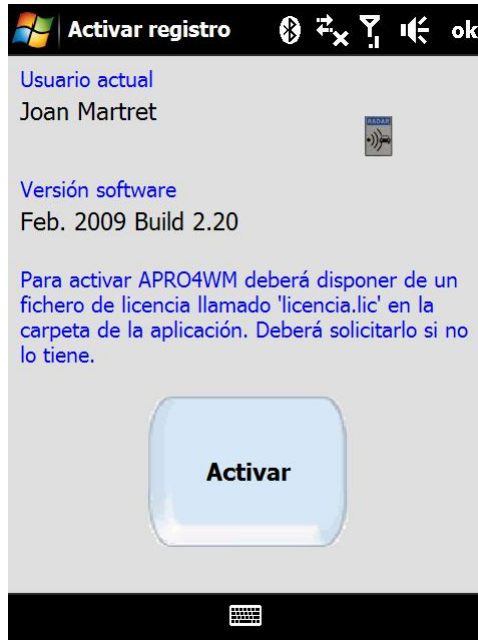 Activar registro
ok
Usuario actual
Joan Martret
RADAR
Versión software
Feb. 2009 Build 2.20
Para activar APRO4WM deberá disponer de un
fichero de licencia llamado 'licencia.lic' en la
carpeta de la aplicación. Deberá solicitarlo si no
lo tiene.
Activar